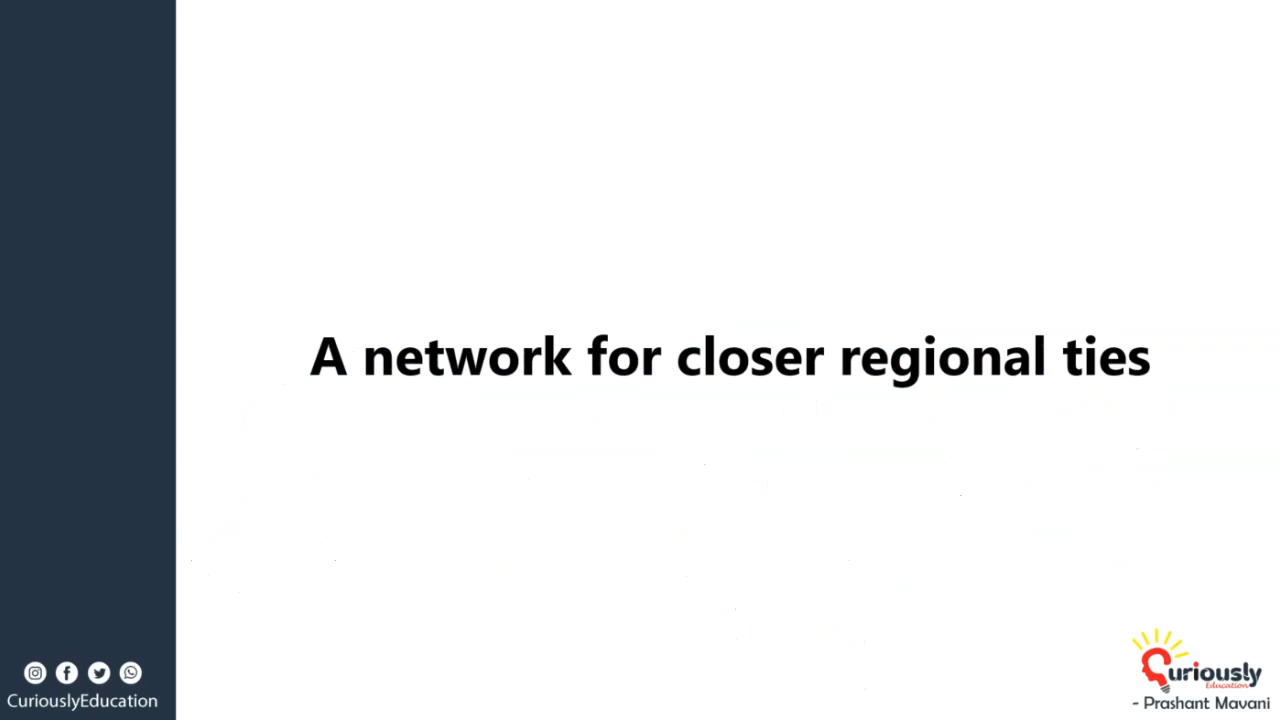 A network for closer regional ties
CuriouslyEducation
Curiously
Education
- Prashant Mavani